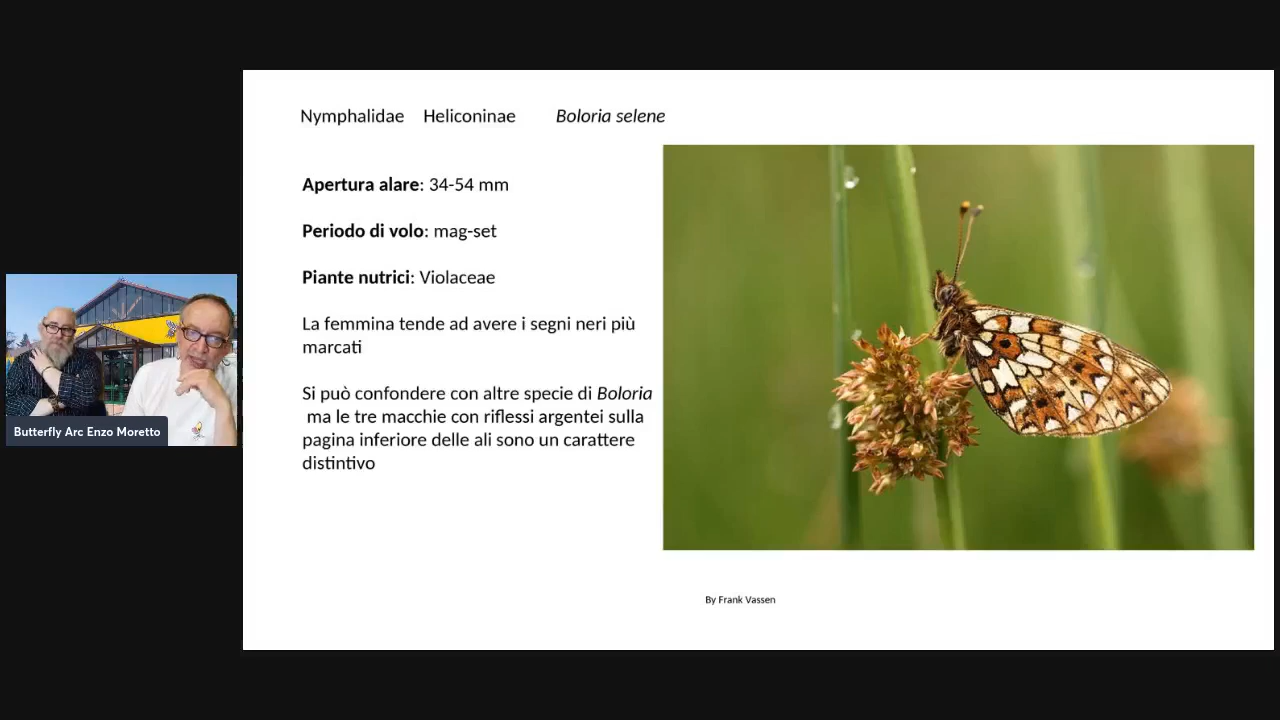 Nymphalidae Heliconinae Boloria selene
Apertura alare: 34-54 mm
Periodo di volo: mag-set
Piante nutrici: Violaceae
La femmina tende ad avere i segni neri più
marcati
Si può confondere con altre specie di Boloria
ma le tre macchie con riflessi argentei sulla
pagina inferiore delle ali sono un carattere
distintivo
Butterfly Arc Enzo Moretto
By Frank Vassen